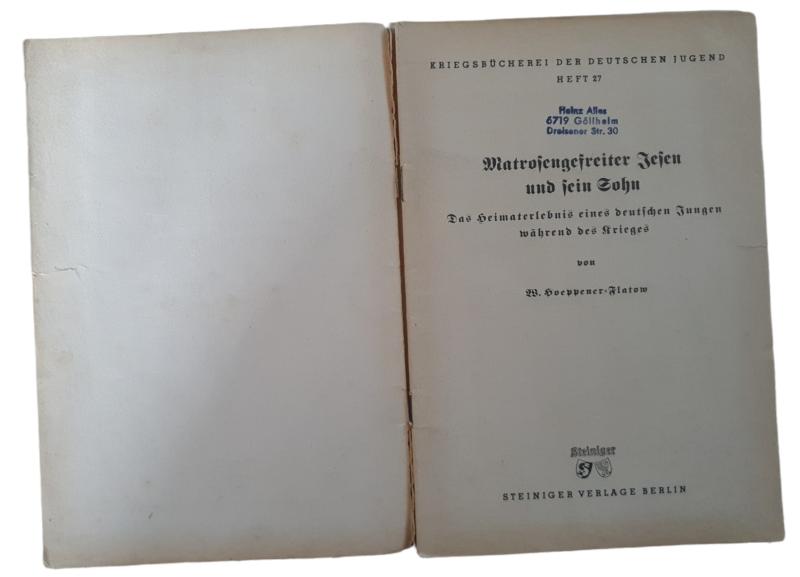 KRIEGSBÜCHEREI DER DEUTSCHEN JUGEND
HEFT 27
Heinz Alles
6719 Göllheim
Dreisener Str. 30
Matrosengefreiter Jesen
und sein Sohn
Das Heimaterlebnis eines deutschen Jungen
während des Krieges
von
W. Hoeppener-Flatow
Steiniger
STEINIGER VERLAGE BERLIN